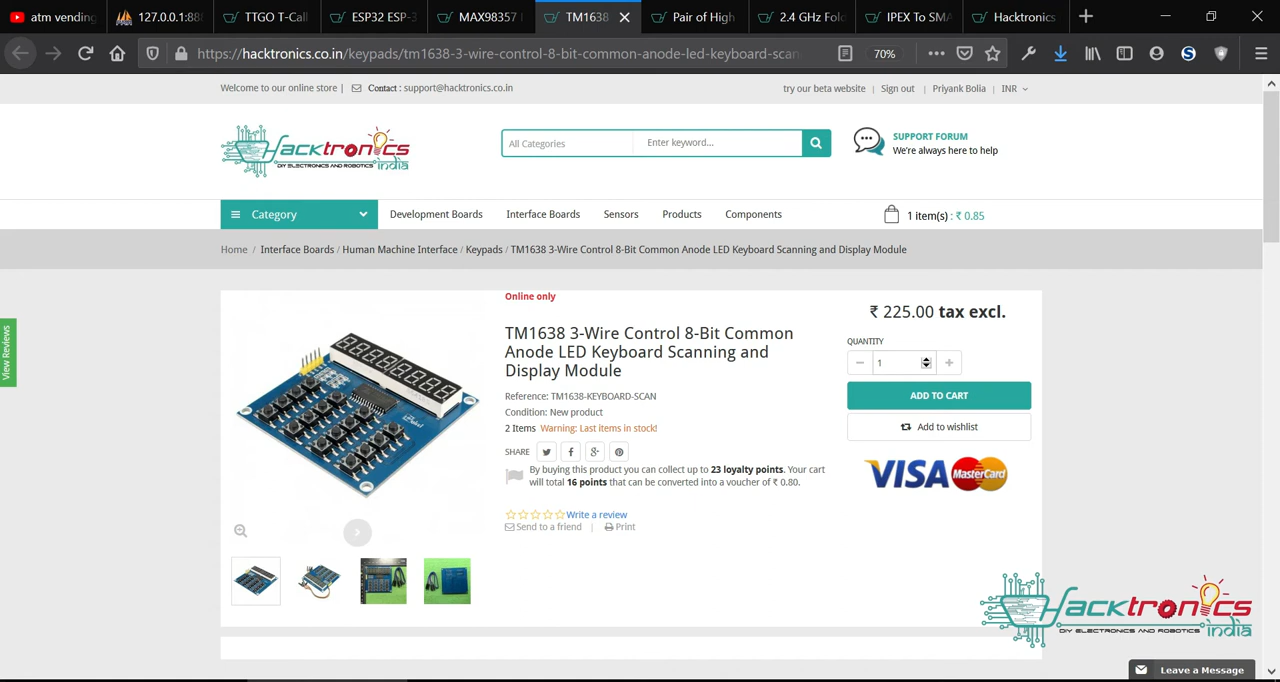 atm vending
127.0.0.1:88
TTGO T-Call
ESP32 ESP-3
MAX98357
TM1638
Pair of High
2.4 GHz Fold
IPEX To SMA
Hacktronics
https://hacktronics.co.in/keypads/tm1638-3-wire-control-8-bit-common-anode-led-keyboard-scan
70%
Welcome to our online store |
Contact : support@hacktronics.co.in
try our beta website | Sign out | Priyank Bolia | INR
Hacktronics
DIY ELECTRONICS AND ROBOTICS india
All Categories
Enter keyword...
SUPPORT FORUM
We're always here to help
Category
Development Boards
Interface Boards
Sensors
Products
Components
1 item(s) : ₹ 0.85
Home / Interface Boards / Human Machine Interface / Keypads / TM1638 3-Wire Control 8-Bit Common Anode LED Keyboard Scanning and Display Module
View Reviews
Online only
TM1638 3-Wire Control 8-Bit Common
Anode LED Keyboard Scanning and
Display Module
Reference: TM1638-KEYBOARD-SCAN
Condition: New product
2 Items Warning: Last items in stock!
SHARE
By buying this product you can collect up to 23 loyalty points. Your cart
will total 16 points that can be converted into a voucher of ₹ 0.80.
Write a review
Send to a friend | Print
₹ 225.00 tax excl.
QUANTITY
1
ADD TO CART
Add to wishlist
VISA MasterCard
Hacktronics
DIY ELECTRONICS AND ROBOTICS india
Leave a Message